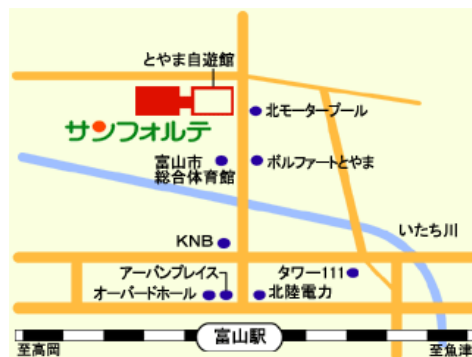 とやま自遊館
北モータープール
サンフォルテ
富山市
総合体育館
ボルファートとやま
いたち川
KNB
アーバンプレイス
タワー111
オーバードホール
北陸電力
富山駅
至高岡
至魚津